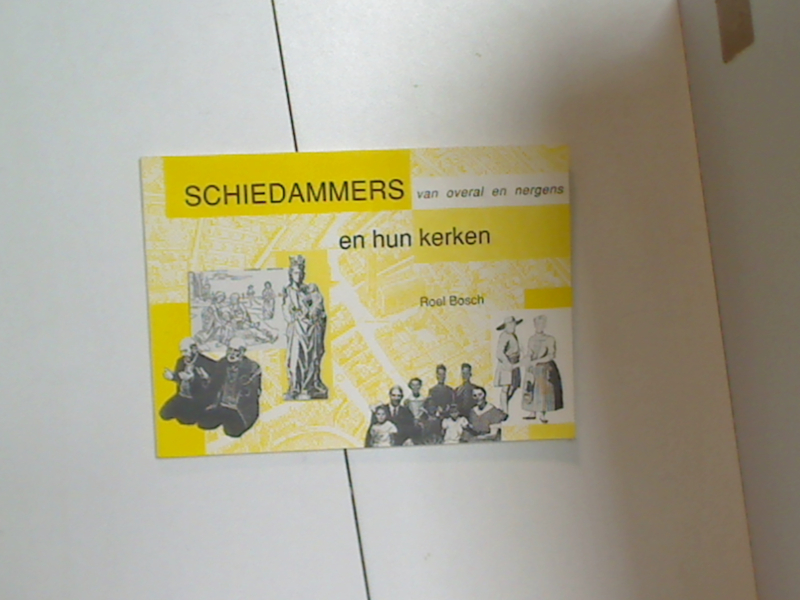 SCHIEDAMMERS van overal en nergens
en hun kerken
Roel Bosch